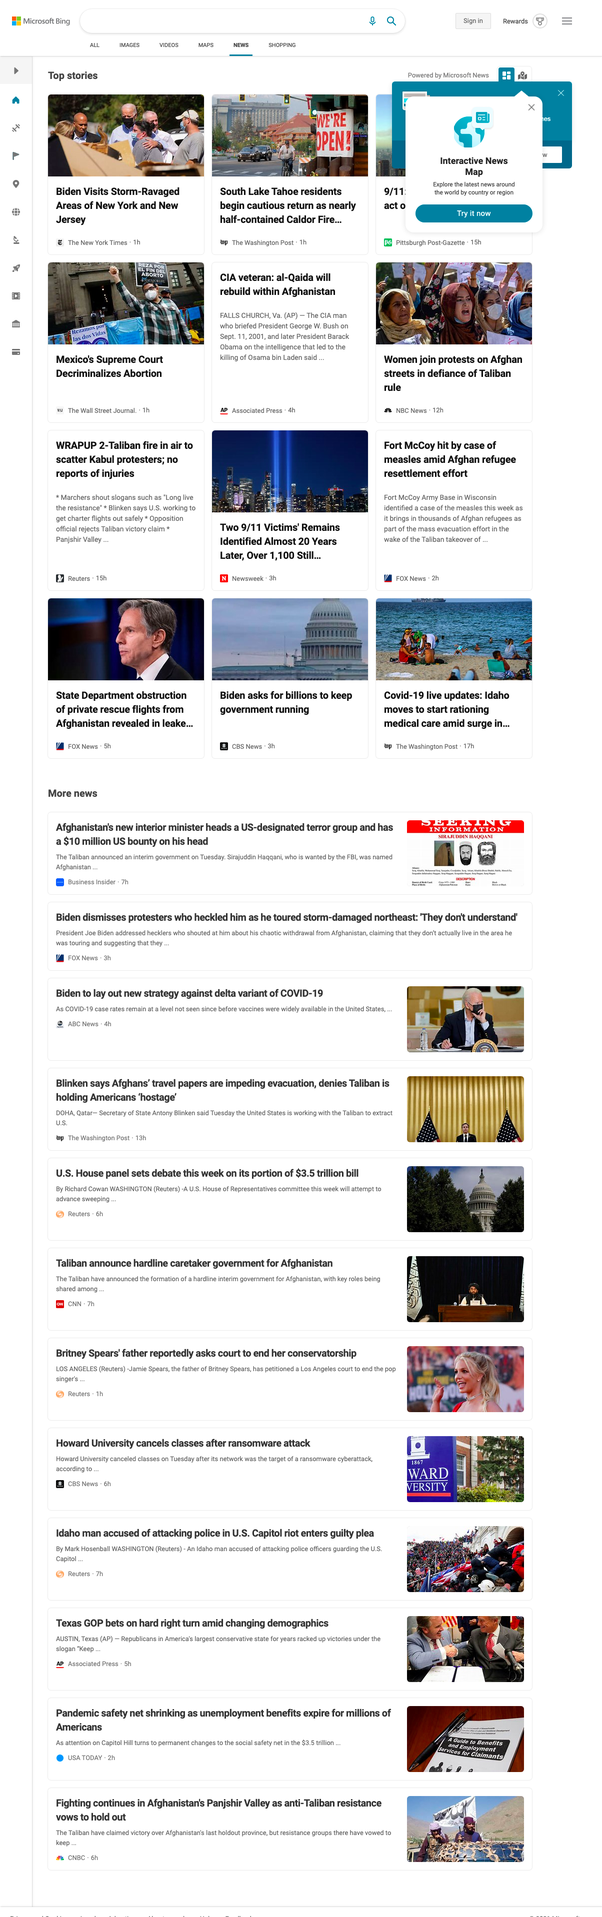 Microsoft Bing
Sign in
Rewards
ALL IMAGES VIDEOS MAPS NEWS SHOPPING
Top stories
Powered by Microsoft News
Biden Visits Storm-Ravaged
Areas of New York and New
Jersey
The New York Times · 1h
WE'RE
OPEN!
South Lake Tahoe residents
begin cautious return as nearly
half-contained Caldor Fire...
The Washington Post · 1h
9/11:
act o
Pittsburgh Post-Gazette · 15h
Interactive News
Map
Explore the latest news around
the world by country or region
Try it now
Mexico's Supreme Court
Decriminalizes Abortion
The Wall Street Journal. · 1h
CIA veteran: al-Qaida will
rebuild within Afghanistan
FALLS CHURCH, Va. (AP) — The CIA man
who briefed President George W. Bush on
Sept. 11, 2001, and later President Barack
Obama on the intelligence that led to the
killing of Osama bin Laden said ...
AP Associated Press · 4h
Women join protests on Afghan
streets in defiance of Taliban
rule
NBC News · 12h
WRAPUP 2-Taliban fire in air to
scatter Kabul protesters; no
reports of injuries
* Marchers shout slogans such as "Long live
the resistance" * Blinken says U.S. working to
get charter flights out safely * Opposition
official rejects Taliban victory claim *
Panjshir Valley ...
Reuters · 15h
Two 9/11 Victims' Remains
Identified Almost 20 Years
Later, Over 1,100 Still...
Newsweek · 3h
Fort McCoy hit by case of
measles amid Afghan refugee
resettlement effort
Fort McCoy Army Base in Wisconsin
identified a case of the measles this week as
it brings in thousands of Afghan refugees as
part of the mass evacuation effort in the
wake of the Taliban takeover of ...
FOX News · 2h
State Department obstruction
of private rescue flights from
Afghanistan revealed in leake...
FOX News · 5h
Biden asks for billions to keep
government running
CBS News · 3h
Covid-19 live updates: Idaho
moves to start rationing
medical care amid surge in...
The Washington Post · 17h
More news
Afghanistan's new interior minister heads a US-designated terror group and has
a $10 million US bounty on his head
The Taliban announced an interim government on Tuesday. Sirajuddin Haqqani, who is wanted by the FBI, was named
Afghanistan ...
Business Insider · 7h
SEEKING
INFORMATION
SIRAJUDDIN HAQQANI
DESCRIPTION
Biden dismisses protesters who heckled him as he toured storm-damaged northeast: 'They don't understand'
President Joe Biden addressed hecklers who shouted at him about his chaotic withdrawal from Afghanistan, claiming that they don't actually live in the area he
was touring and suggesting that they ...
FOX News · 3h
Biden to lay out new strategy against delta variant of COVID-19
As COVID-19 case rates remain at a level not seen since before vaccines were widely available in the United States, ...
ABC News · 4h
Blinken says Afghans' travel papers are impeding evacuation, denies Taliban is
holding Americans 'hostage'
DOHA, Qatar— Secretary of State Antony Blinken said Tuesday the United States is working with the Taliban to extract
U.S.
The Washington Post · 13h
U.S. House panel sets debate this week on its portion of $3.5 trillion bill
By Richard Cowan WASHINGTON (Reuters) -A U.S. House of Representatives committee this week will attempt to
advance sweeping ...
Reuters · 6h
Taliban announce hardline caretaker government for Afghanistan
The Taliban have announced the formation of a hardline interim government for Afghanistan, with key roles being
shared among ...
CNN · 7h
Britney Spears' father reportedly asks court to end her conservatorship
LOS ANGELES (Reuters) -Jamie Spears, the father of Britney Spears, has petitioned a Los Angeles court to end the pop
singer's ...
Reuters · 1h
Howard University cancels classes after ransomware attack
Howard University canceled classes on Tuesday after its network was the target of a ransomware cyberattack,
according to ...
CBS News · 6h
1867
WARD
VERSITY
Idaho man accused of attacking police in U.S. Capitol riot enters guilty plea
By Mark Hosenball WASHINGTON (Reuters) - An Idaho man accused of attacking police officers guarding the U.S.
Capitol ...
Reuters · 7h
Texas GOP bets on hard right turn amid changing demographics
AUSTIN, Texas (AP) — Republicans in America's largest conservative state for years racked up victories under the
slogan "Keep ...
AP Associated Press · 5h
Pandemic safety net shrinking as unemployment benefits expire for millions of
Americans
As attention on Capitol Hill turns to permanent changes to the social safety net in the $3.5 trillion ...
USA TODAY · 2h
A Guide to Benefits
and Employment
Services for Claimants
Fighting continues in Afghanistan's Panjshir Valley as anti-Taliban resistance
vows to hold out
The Taliban have claimed victory over Afghanistan's last holdout province, but resistance groups there have vowed to
keep ...
CNBC · 6h